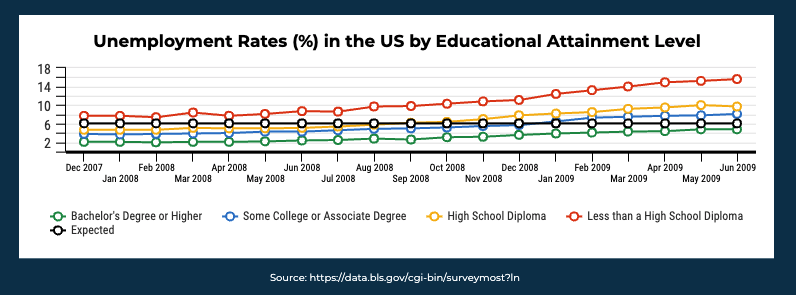 Unemployment Rates (%) in the US by Educational Attainment Level
18
14
10
6
2
Dec 2007 Feb 2008 Apr 2008 Jun 2008 Aug 2008 Oct 2008 Dec 2008 Feb 2009 Apr 2009 Jun 2009
Jan 2008 Mar 2008 May 2008 Jul 2008 Sep 2008 Nov 2008 Jan 2009 Mar 2009 May 2009
Bachelor's Degree or Higher Some College or Associate Degree High School Diploma Less than a High School Diploma
Expected
Source: https://data.bls.gov/cgi-bin/surveymost?ln